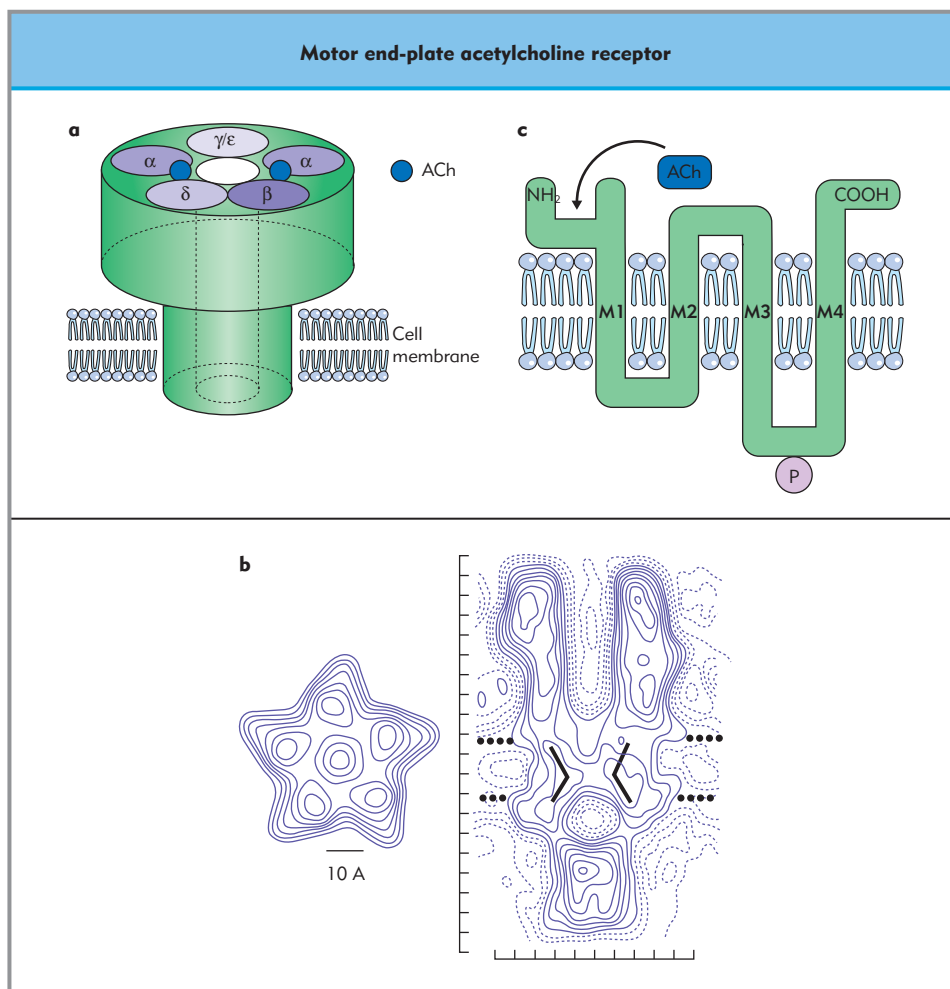 Motor end-plate acetylcholine receptor
a
γ/ε
α
α
δ
β
ACh
Cell
membrane
c
ACh
NH₂
COOH
M1
M2
M3
M4
P
b
10 A